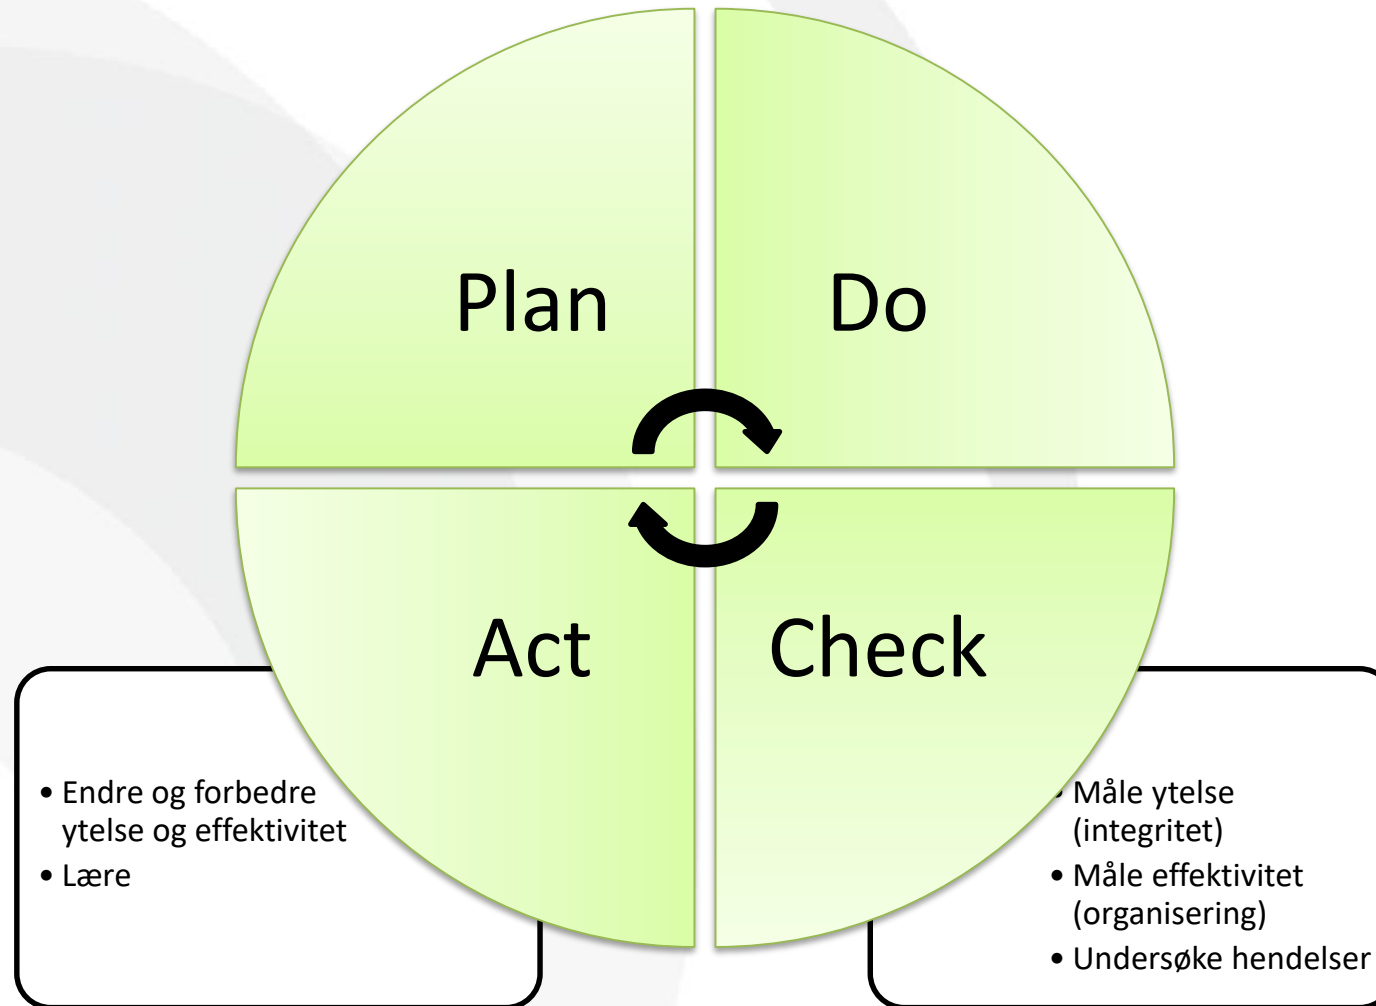 Plan
Do
Act
Check
• Endre og forbedre
ytelse og effektivitet
• Lære
• Måle ytelse
(integritet)
• Måle effektivitet
(organisering)
• Undersøke hendelser